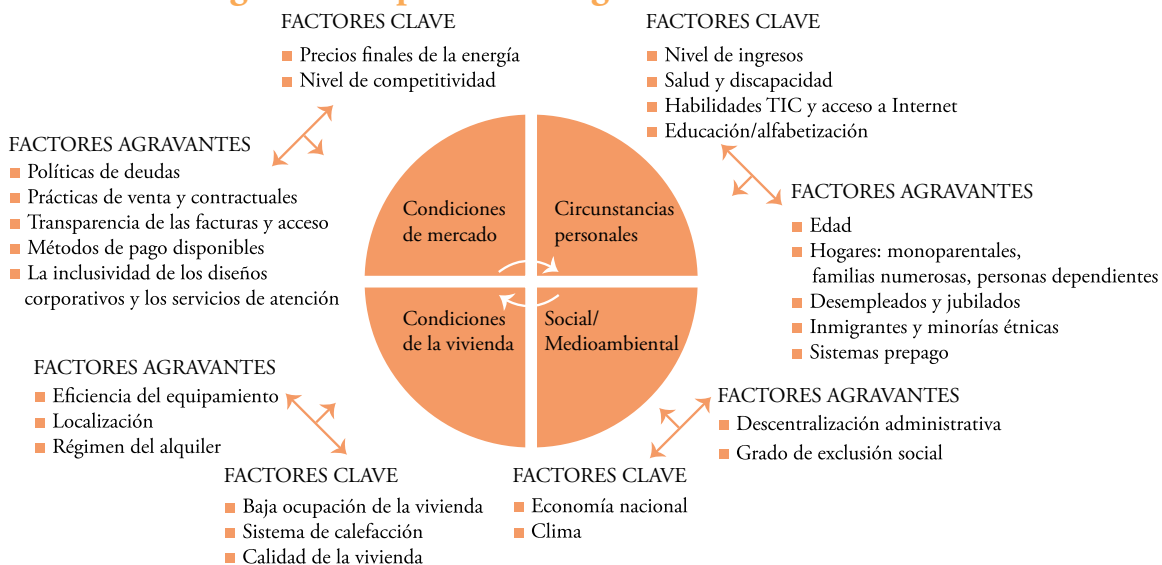 FACTORES CLAVE
Precios finales de la energía
Nivel de competitividad
FACTORES AGRAVANTES
Políticas de deudas
Prácticas de venta y contractuales
Transparencia de las facturas y acceso
Métodos de pago disponibles
La inclusividad de los diseños
corporativos y los servicios de atención
FACTORES CLAVE
Nivel de ingresos
Salud y discapacidad
Habilidades TIC y acceso a Internet
Educación/alfabetización
FACTORES AGRAVANTES
Edad
Hogares: monoparentales,
familias numerosas, personas dependientes
Desempleados y jubilados
Inmigrantes y minorías étnicas
Sistemas prepago
Condiciones
de mercado
Circunstancias
personales
Condiciones
de la vivienda
Social/
Medioambiental
FACTORES AGRAVANTES
Eficiencia del equipamiento
Localización
Régimen del alquiler
FACTORES CLAVE
Baja ocupación de la vivienda
Sistema de calefacción
Calidad de la vivienda
FACTORES AGRAVANTES
Descentralización administrativa
Grado de exclusión social
FACTORES CLAVE
Economía nacional
Clima